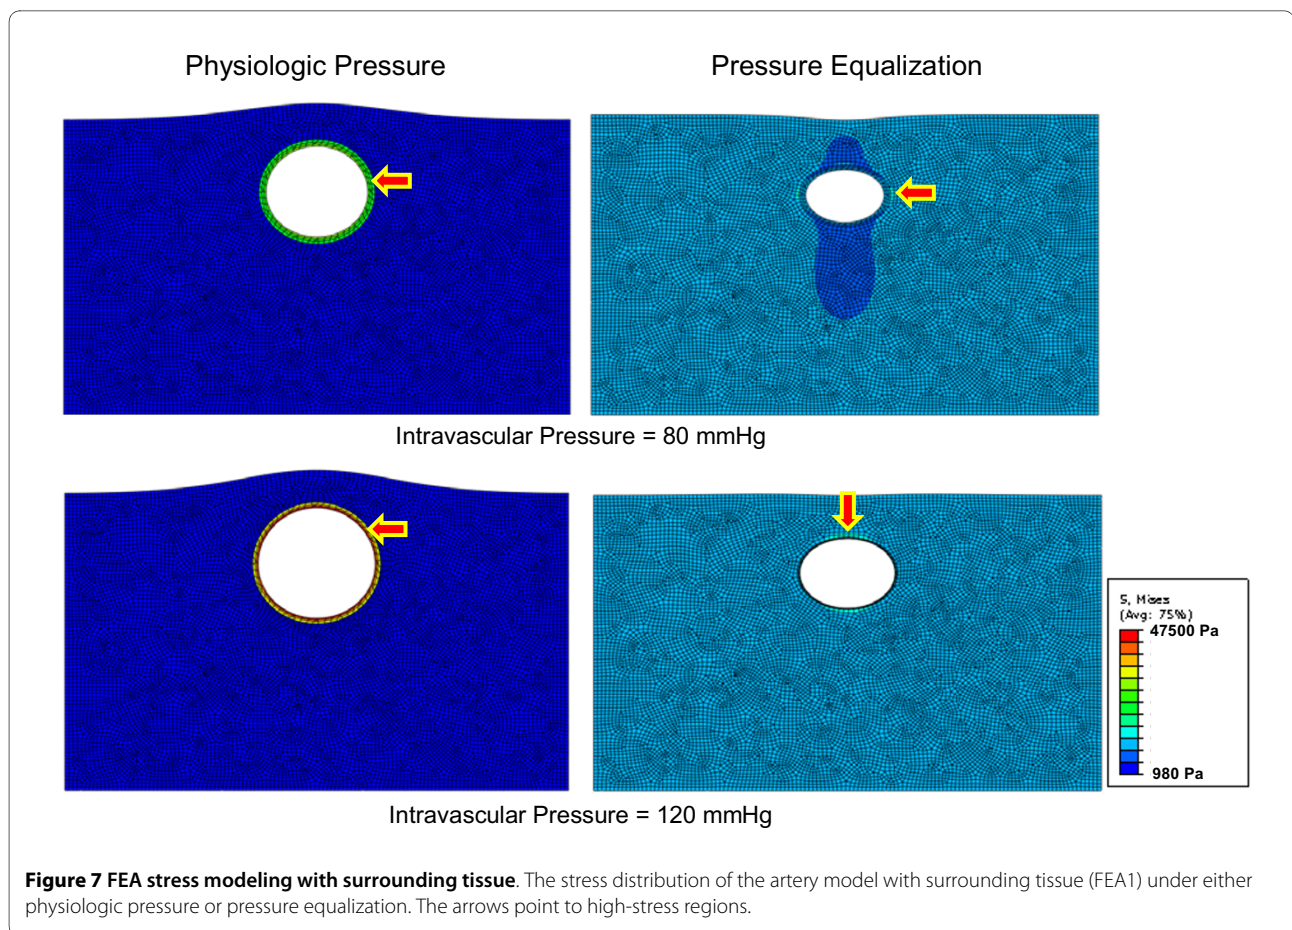 Physiologic Pressure
Pressure Equalization
Intravascular Pressure = 80 mmHg
S, Mises
(Avg: 75%)
47500 Pa
980 Pa
Intravascular Pressure = 120 mmHg
Figure 7 FEA stress modeling with surrounding tissue. The stress distribution of the artery model with surrounding tissue (FEA1) under either
physiologic pressure or pressure equalization. The arrows point to high-stress regions.